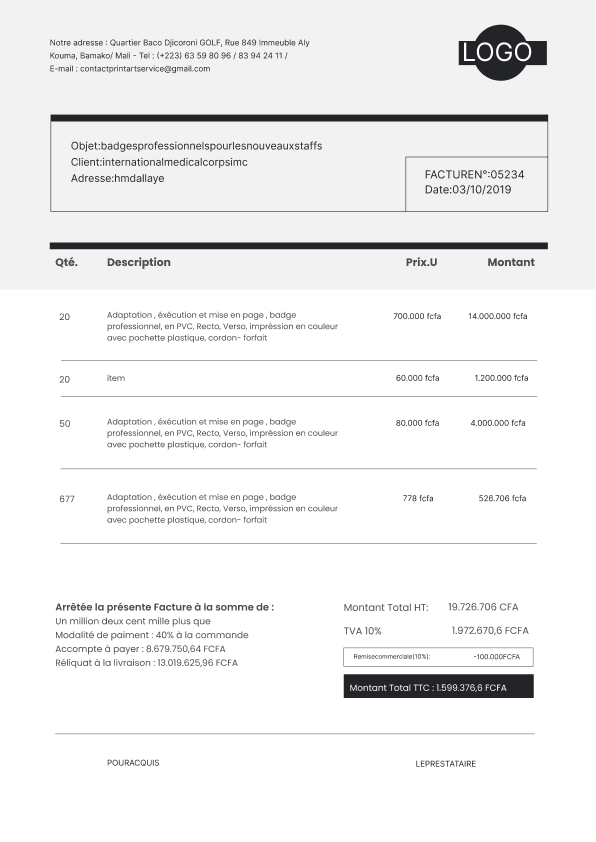 Notre adresse : Quartier Baco Djicoroni GOLF, Rue 849 Immeuble Aly
Kouma, Bamako/ Mali - Tel : (+223) 63 59 80 96 / 83 94 24 11 /
E-mail : contactprintartservice@gmail.com
LOGO
Objet:badgesprofessionnelspourlesnouveauxstaffs
Client:internationalmedicalcorpsimc
Adresse:hmdallaye
FACTUREN°:05234
Date:03/10/2019
Qté. Description Prix.U Montant
20 Adaptation , éxécution et mise en page , badge 700.000 fcfa 14.000.000 fcfa
professionnel, en PVC, Recto, Verso, impréssion en couleur
avec pochette plastique, cordon- forfait
20 item 60.000 fcfa 1.200.000 fcfa
50 Adaptation , éxécution et mise en page , badge 80.000 fcfa 4.000.000 fcfa
professionnel, en PVC, Recto, Verso, impréssion en couleur
avec pochette plastique, cordon- forfait
677 Adaptation , éxécution et mise en page , badge 778 fcfa 526.706 fcfa
professionnel, en PVC, Recto, Verso, impréssion en couleur
avec pochette plastique, cordon- forfait
Arrêtée la présente Facture à la somme de :
Un million deux cent mille plus que
Modalité de paiment : 40% à la commande
Accompte à payer : 8.679.750,64 FCFA
Réliquat à la livraison : 13.019.625,96 FCFA
Montant Total HT: 19.726.706 CFA
TVA 10% 1.972.670,6 FCFA
Remisecommerciale(10%): -100.000FCFA
Montant Total TTC : 1.599.376,6 FCFA
POURACQUIS LEPRESTATAIRE